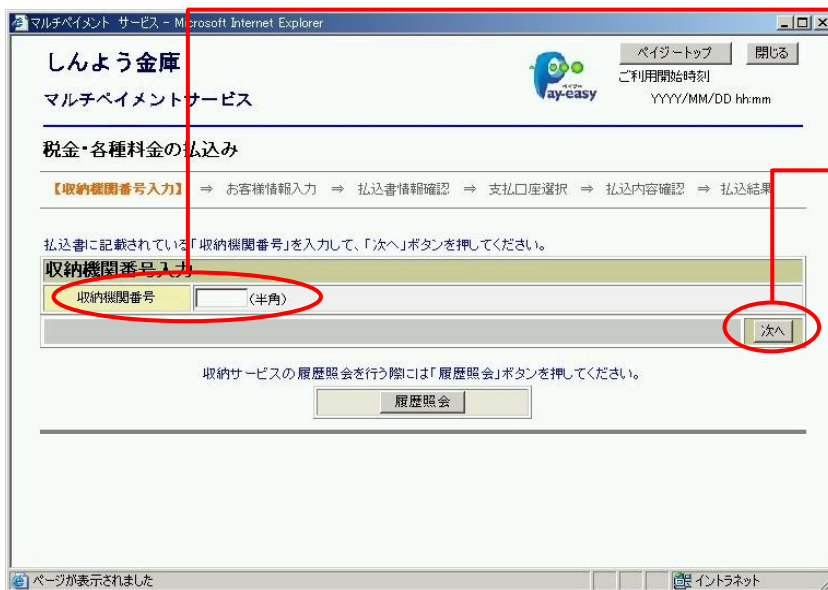 マルチペイメント サービス - Microsoft Internet Explorer
しんよう金庫
マルチペイメントサービス
ペイジー
Pay-easy
ペイジートップ
閉じる
ご利用開始時刻
YYYY/MM/DD hh:mm
税金・各種料金の払込み
【収納機関番号入力】 ⇒ お客様情報入力 ⇒ 払込書情報確認 ⇒ 支払口座選択 ⇒ 払込内容確認 ⇒ 払込結果
払込書に記載されている「収納機関番号」を入力して、「次へ」ボタンを押してください。
収納機関番号入力
収納機関番号 (半角)
次へ
収納サービスの履歴照会を行う際には「履歴照会」ボタンを押してください。
履歴照会
ページが表示されました
イントラネット